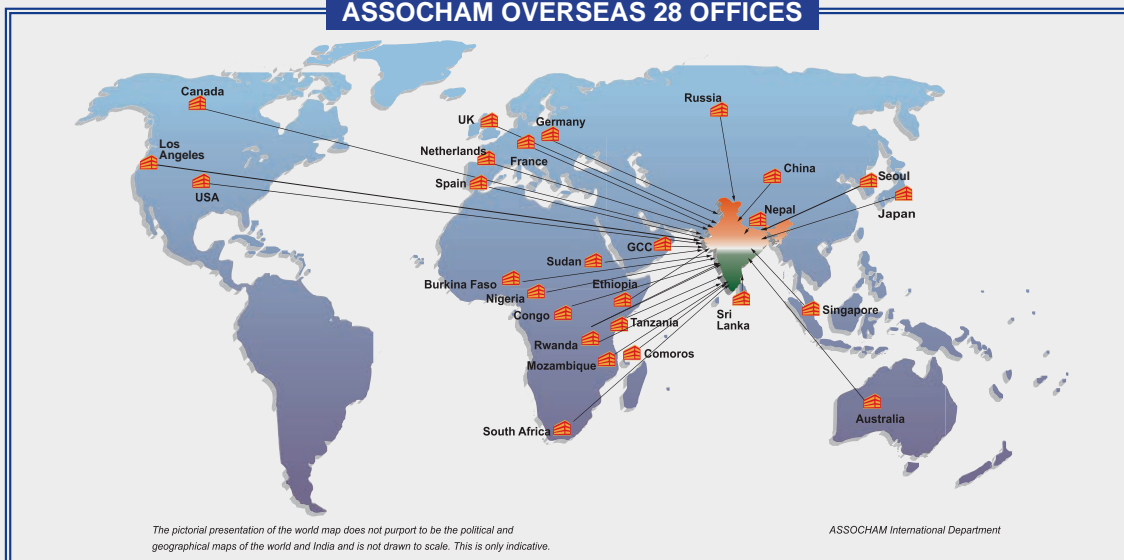 ASSOCHAM OVERSEAS 28 OFFICES
Canada
Los
Angeles
USA
UK
Germany
Netherlands
France
Spain
Russia
China
Seoul
Nepal
Japan
GCC
Sudan
Burkina Faso
Ethiopia
Nigeria
Congo
Tanzania
Sri
Lanka
Singapore
Rwanda
Comoros
Mozambique
South Africa
Australia
The pictorial presentation of the world map does not purport to be the political and
geographical maps of the world and India and is not drawn to scale. This is only indicative.
ASSOCHAM International Department